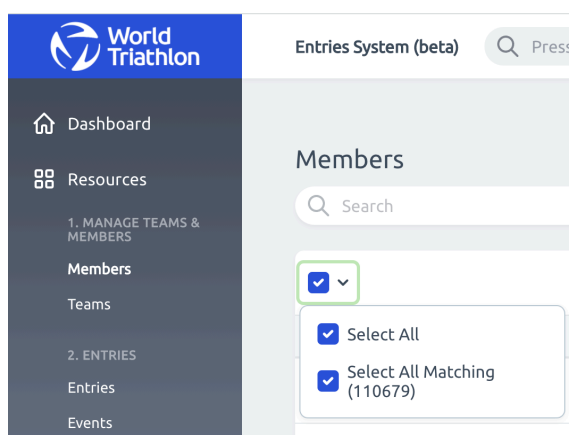 World
Triathlon
Entries System (beta)
Press
Dashboard
Resources
1. MANAGE TEAMS &
MEMBERS
Members
Teams
2. ENTRIES
Entries
Events
Members
Search
Select All
Select All Matching
(110679)